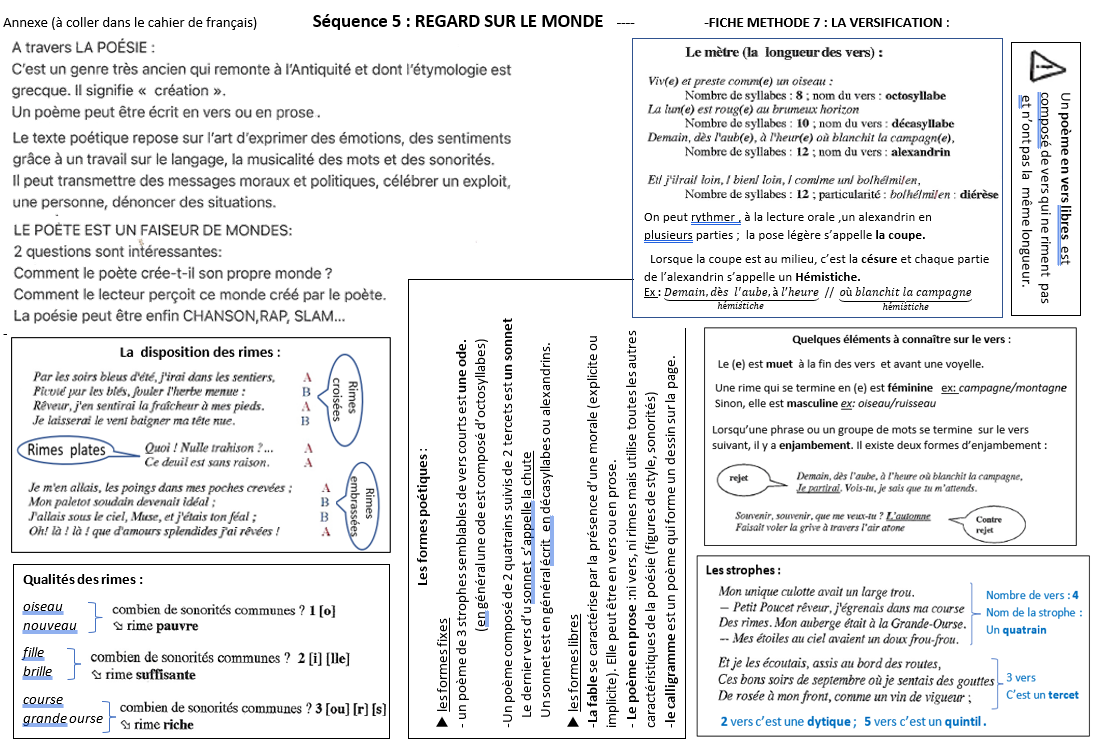 Annexe (à coller dans le cahier de français)
Séquence 5 : REGARD SUR LE MONDE ----
-FICHE METHODE 7 : LA VERSIFICATION :
A travers LA POÉSIE :
C'est un genre très ancien qui remonte à l'Antiquité et dont l'étymologie est
grecque. Il signifie « création ».
Un poème peut être écrit en vers ou en prose .
Le texte poétique repose sur l'art d'exprimer des émotions, des sentiments
grâce à un travail sur le langage, la musicalité des mots et des sonorités.
Il peut transmettre des messages moraux et politiques, célébrer un exploit,
une personne, dénoncer des situations.
LE POÈTE EST UN FAISEUR DE MONDES:
2 questions sont intéressantes:
Comment le poète crée-t-il son propre monde ?
Comment le lecteur perçoit ce monde créé par le poète.
La poésie peut être enfin CHANSON,RAP, SLAM...
Le mètre (la longueur des vers) :
Viv(e) et preste comm(e) un oiseau :
Nombre de syllabes : 8 ; nom du vers : octosyllabe
La lun(e) est roug(e) au brumeux horizon
Nombre de syllabes : 10 ; nom du vers : décasyllabe
Demain, dès l'aub(e), à l'heur(e) où blanchit la campagn(e),
Nombre de syllabes : 12 ; nom du vers : alexandrin
Et/ j'i/rai/ loin, / bien/ loin, / com/me un/ bo/hé/mi/en,
Nombre de syllabes : 12 ; particularité : bo/hé/mi/en : diérèse
On peut rythmer , à la lecture orale ,un alexandrin en
plusieurs parties ; la pose légère s'appelle la coupe.
Lorsque la coupe est au milieu, c'est la césure et chaque partie
de l'alexandrin s'appelle un Hémistiche.
Ex : Demain, dès l'aube, à l'heure // où blanchit la campagne
hémistiche hémistiche
Un poème en vers libres est
composé de vers qui ne riment pas
et n'ont pas la même longueur.
La disposition des rimes :
Par les soirs bleus d'été, j'irai dans les sentiers, A
Picoté par les blés, fouler l'herbe menue : B
Rêveur, j'en sentirai la fraîcheur à mes pieds. A
Je laisserai le vent baigner ma tête nue. B
Rimes croisées
Rimes plates
Quoi ! Nulle trahison ?... A
Ce deuil est sans raison. A
Je m'en allais, les poings dans mes poches crevées ; A
Mon paletot soudain devenait idéal ; B
J'allais sous le ciel, Muse, et j'étais ton féal ; B
Oh! là ! là ! que d'amours splendides j'ai rêvées ! A
Rimes embrassées
Qualités des rimes :
oiseau
nouveau
combien de sonorités communes ? 1 [o]
rime pauvre
fille
brille
combien de sonorités communes ? 2 [i] [lle]
rime suffisante
course
grande ourse
combien de sonorités communes ? 3 [ou] [r] [s]
rime riche
Les formes poétiques :
▶ les formes fixes
- un poème de 3 strophes semblables de vers courts est une ode.
(en général une ode est composé d'octosyllabes)
-Un poème composé de 2 quatrains suivis de 2 tercets est un sonnet
Le dernier vers d'u sonnet s'appelle la chute
Un sonnet est en général écrit en décasyllabes ou alexandrins.
▶ les formes libres
-La fable se caractérise par la présence d'une morale (explicite ou
implicite). Elle peut être en vers ou en prose.
- Le poème en prose :ni vers, ni rimes mais utilise toutes les autres
caractéristiques de la poésie (figures de style, sonorités)
-le calligramme est un poème qui forme un dessin sur la page.
Quelques éléments à connaître sur le vers :
Le (e) est muet à la fin des vers et avant une voyelle.
Une rime qui se termine en (e) est féminine ex: campagne/montagne
Sinon, elle est masculine ex: oiseau/ruisseau
Lorsqu'une phrase ou un groupe de mots se termine sur le vers
suivant, il y a enjambement. Il existe deux formes d'enjambement :
rejet
Demain, dès l'aube, à l'heure où blanchit la campagne,
Je partirai. Vois-tu, je sais que tu m'attends.
Souvenir, souvenir, que me veux-tu ? L'automne
Faisait voler la grive à travers l'air atone
Contre
rejet
Les strophes :
Mon unique culotte avait un large trou.
— Petit Poucet rêveur, j'égrenais dans ma course
Des rimes. Mon auberge était à la Grande-Ourse.
— Mes étoiles au ciel avaient un doux frou-frou.
Nombre de vers : 4
Nom de la strophe :
Un quatrain
Et je les écoutais, assis au bord des routes,
Ces bons soirs de septembre où je sentais des gouttes
De rosée à mon front, comme un vin de vigueur ;
3 vers
C'est un tercet
2 vers c'est une dytique ; 5 vers c'est un quintil .